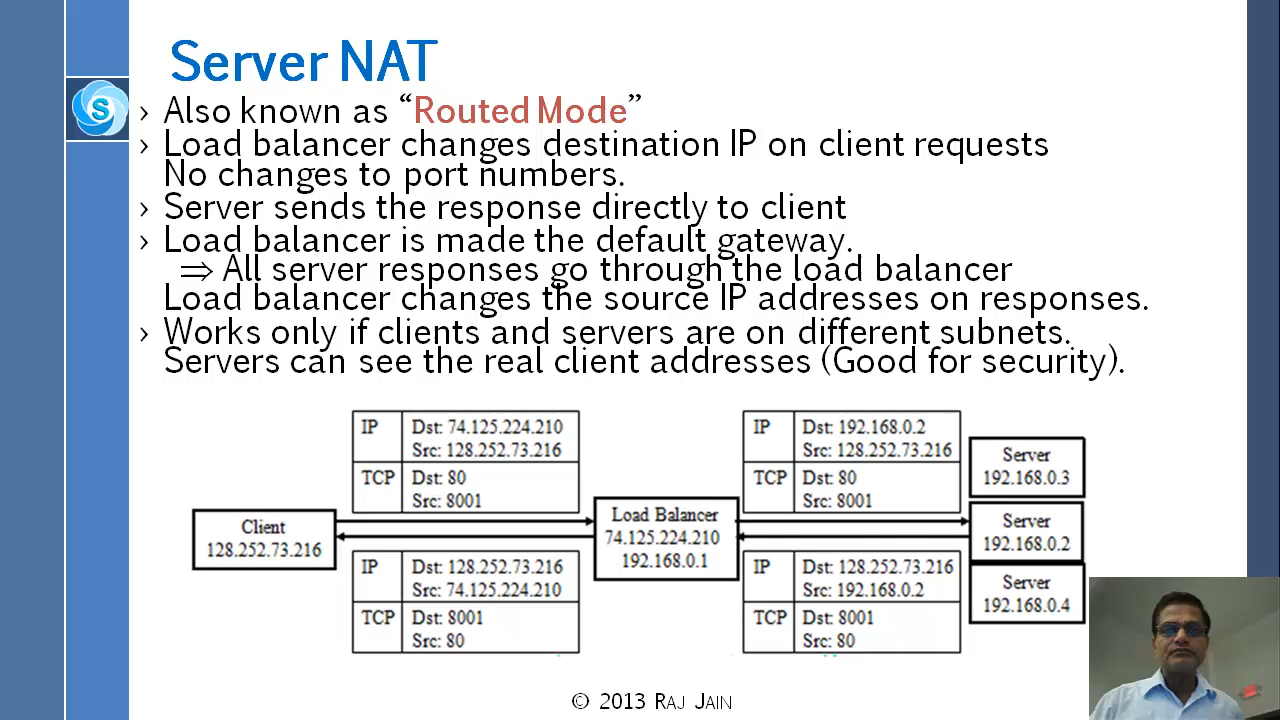 Server NAT
S
› Also known as “Routed Mode”
› Load balancer changes destination IP on client requests
No changes to port numbers.
› Server sends the response directly to client
› Load balancer is made the default gateway.
⇒ All server responses go through the load balancer
Load balancer changes the source IP addresses on responses.
› Works only if clients and servers are on different subnets.
Servers can see the real client addresses (Good for security).
IP Dst: 74.125.224.210
Src: 128.252.73.216
TCP Dst: 80
Src: 8001
IP Dst: 192.168.0.2
Src: 128.252.73.216
TCP Dst: 80
Src: 8001
Server
192.168.0.3
Client
128.252.73.216
Load Balancer
74.125.224.210
192.168.0.1
Server
192.168.0.2
IP Dst: 128.252.73.216
Src: 74.125.224.210
TCP Dst: 8001
Src: 80
IP Dst: 128.252.73.216
Src: 192.168.0.2
TCP Dst: 8001
Src: 80
Server
192.168.0.4
© 2013 RAJ JAIN